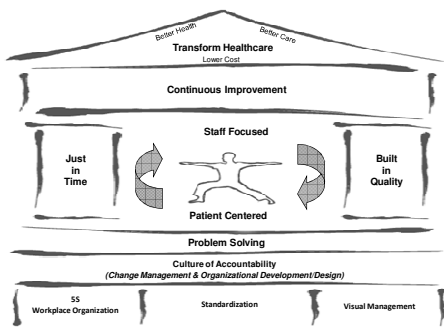 Better Health
Better Care
Transform Healthcare
Lower Cost
Continuous Improvement
Staff Focused
Just
in
Time
Built
in
Quality
Patient Centered
Problem Solving
Culture of Accountability
(Change Management & Organizational Development/Design)
5S
Workplace Organization
Standardization
Visual Management